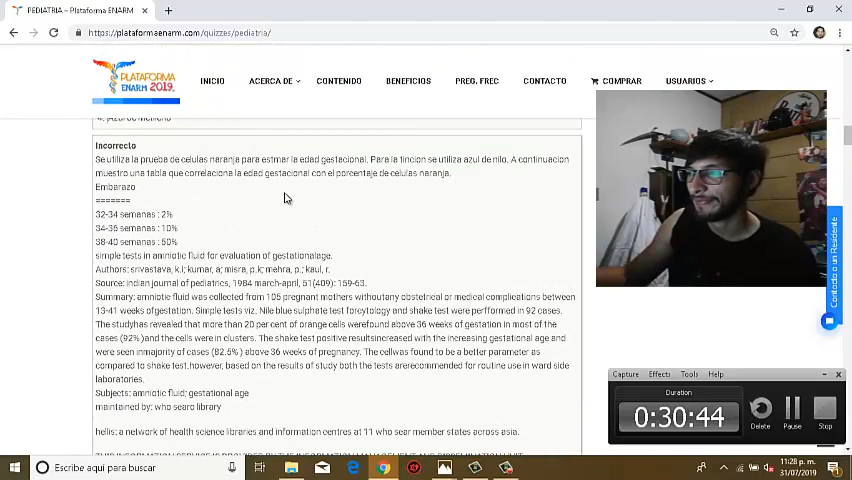 PEDIATRIA – Plataforma ENARM
https://plataformaenarm.com/quizzes/pediatria/
PLATAFORMA
ENARM
2019
INICIO
ACERCA DE
CONTENIDO
BENEFICIOS
PREG. FREC
CONTACTO
COMPRAR
USUARIOS
Incorrecto
Se utiliza la prueba de celulas naranja para estmar la edad gestacional. Para la tincion se utiliza azul de nilo. A continuacion
muestro una tabla que correlaciona la edad gestacional con el porcentaje de celulas naranja.
Embarazo
=======
32-34 semanas : 2%
34-36 semanas : 10%
38-40 semanas : 50%
simple tests in amniotic fluid for evaluation of gestationalage.
Authors: srivastava, k.l; kumar, a; misra, p.k; mehra, p.; kaul, r.
Source: indian journal of pediatrics, 1984 march-april, 51(409): 159-63.
Summary: amniotic fluid was collected from 105 pregnant mothers withoutany obstetrical or medical complications between
13-41 weeks ofgestation. Simple tests viz. Nile blue sulphate test forcytology and shake test were pperformed in 92 cases.
The studyhas revealed that more than 20 per cent of orange cells werefound above 36 weeks of gestation in most of the
cases (92% )and the cells were in clusters. The shake test positive resultsincreased with the increasing gestational age and
were seen inmajority of cases (82.5%) above 36 weeks of pregnancy. The cellwas found to be a better parameter as
compared to shake test.however, based on the results of study both the tests arerecommended for routine use in ward side
laboratories.
Subjects: amniotic fluid; gestational age
maintained by: who searo library
hellis: a network of health science libraries and information centres at 11 who sear member states across asia.
Contacto a un Residente
Capture
Effects
Tools
Help
Duration
0:30:44
Delete
Pause
Stop
Escribe aquí para buscar
11:28 p. m.
31/07/2019